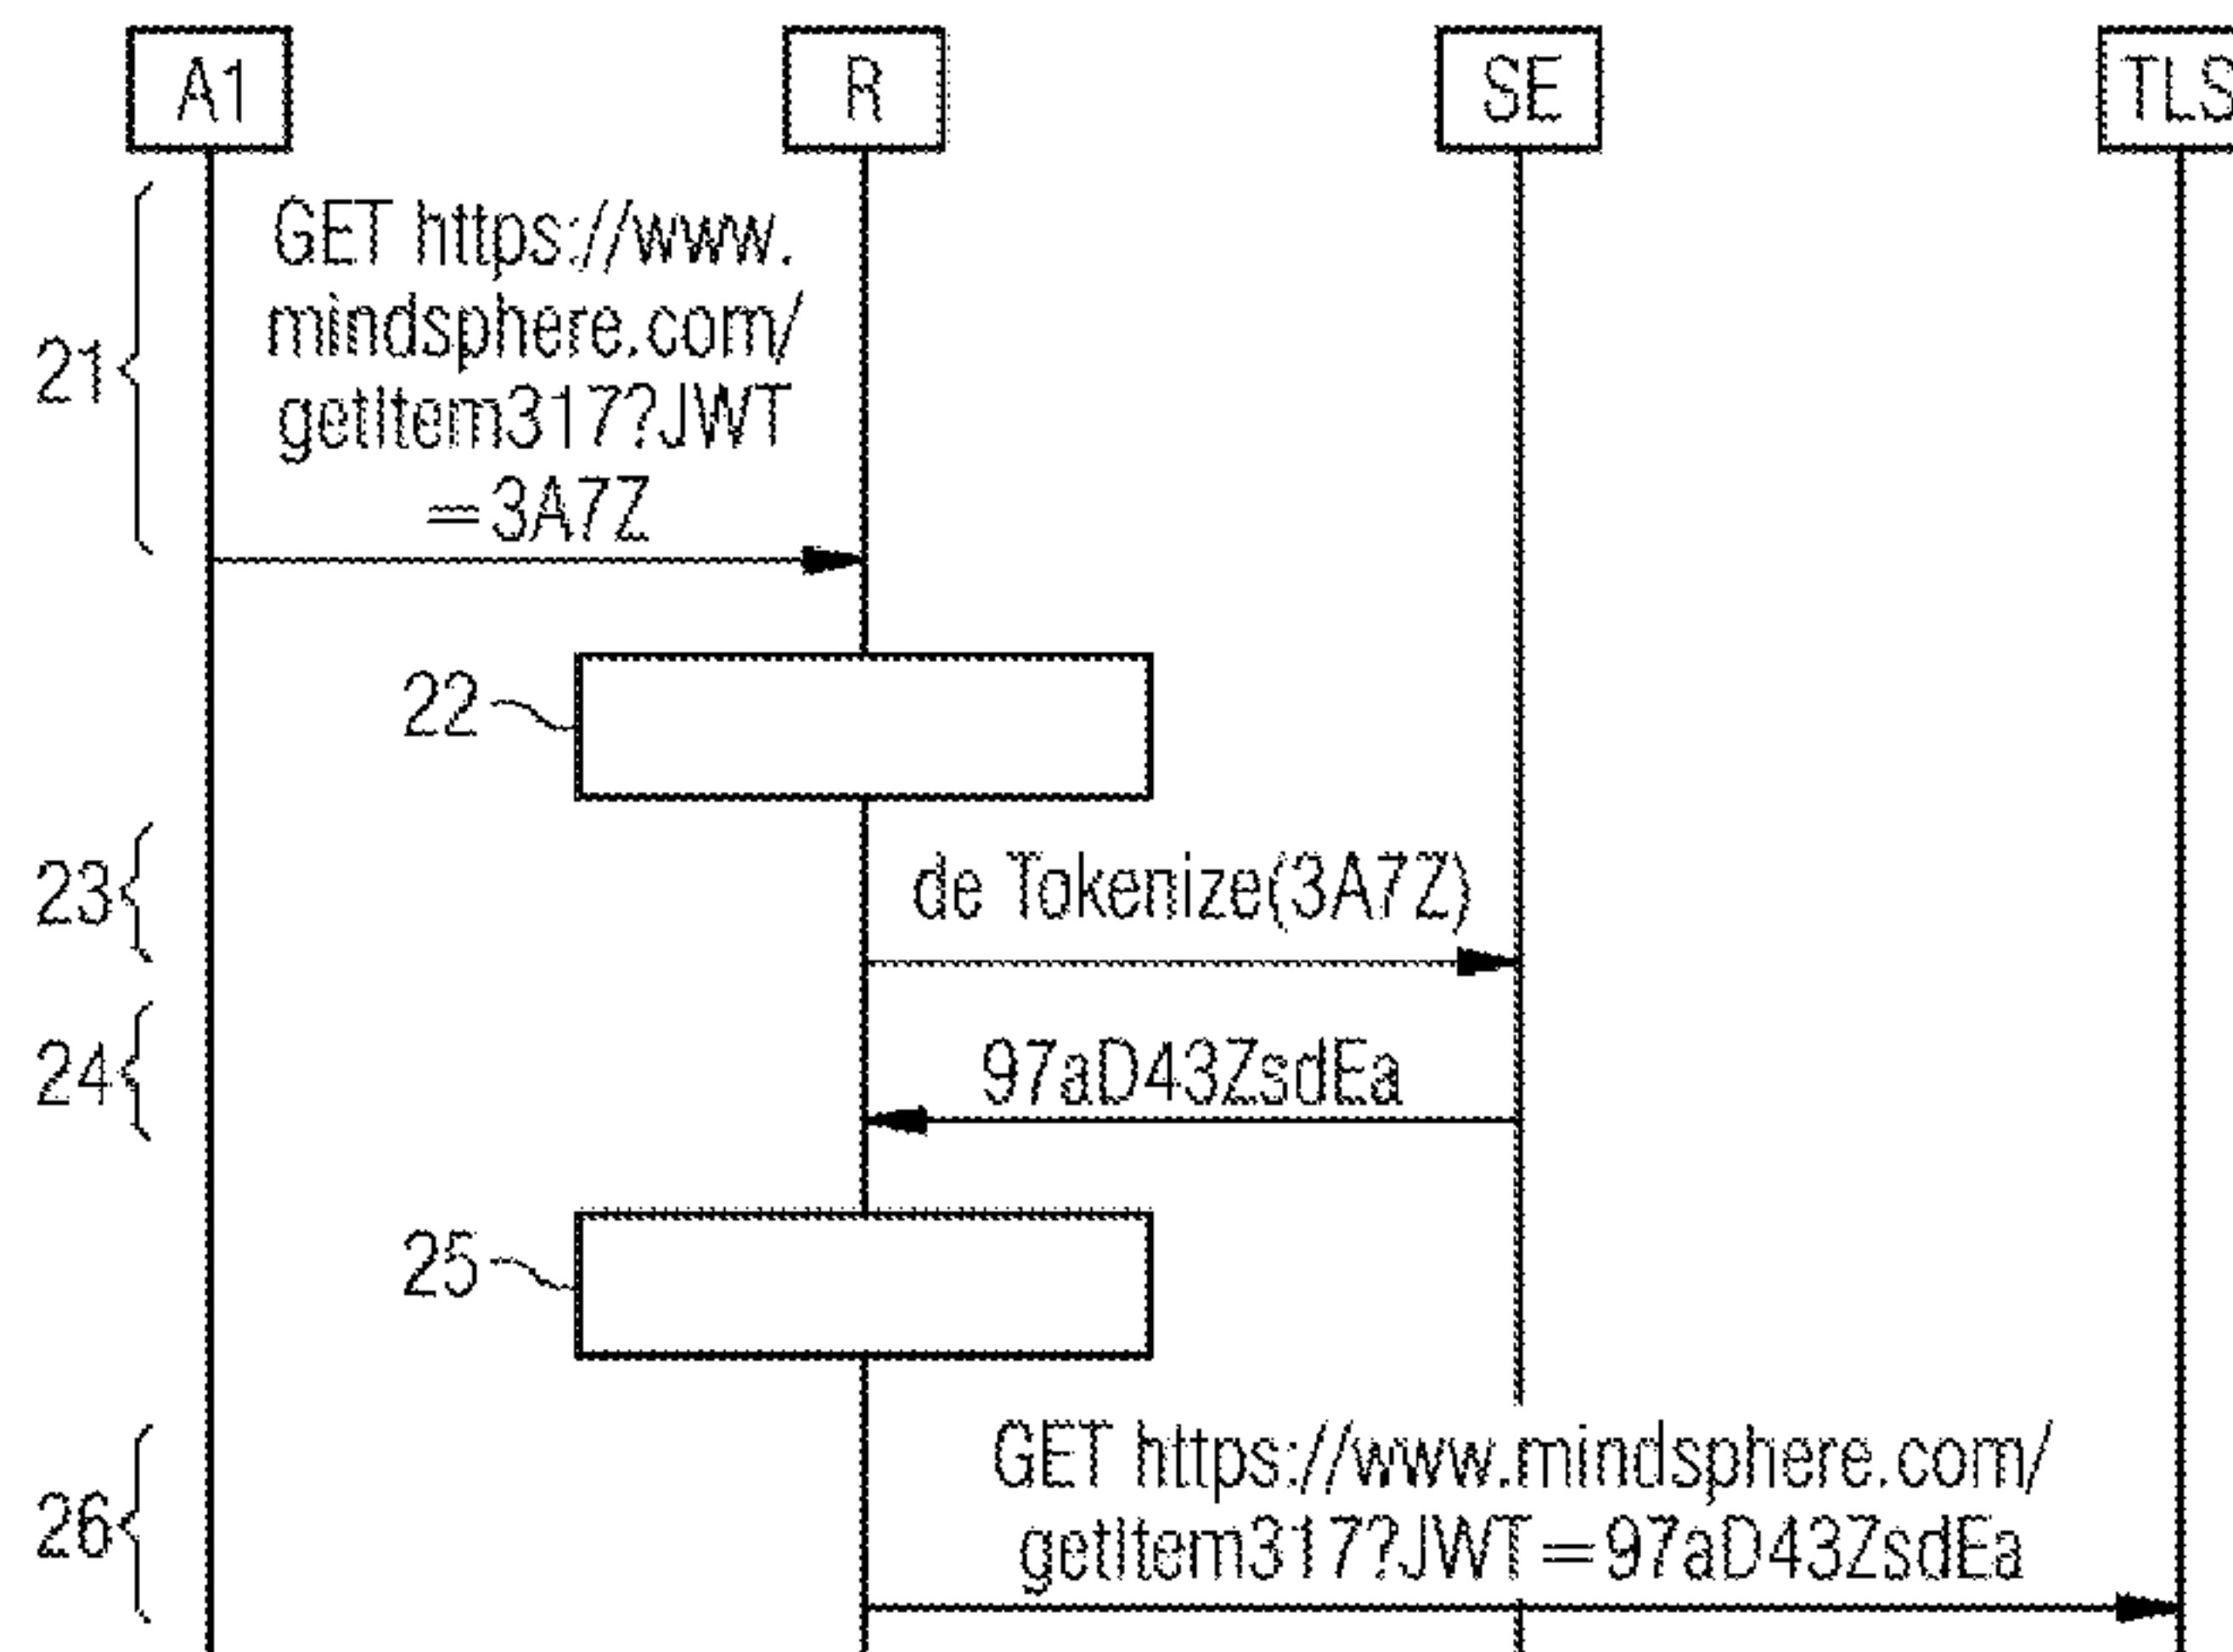 A1
R
SE
TLS
21
GET https://www.
mindsphere.com/
getItem317?JWT
=3A7Z
22
23
de Tokenize(3A7Z)
24
97aD43ZsdEa
25
26
GET https://www.mindsphere.com/
getItem317?JWT=97aD43ZsdEa